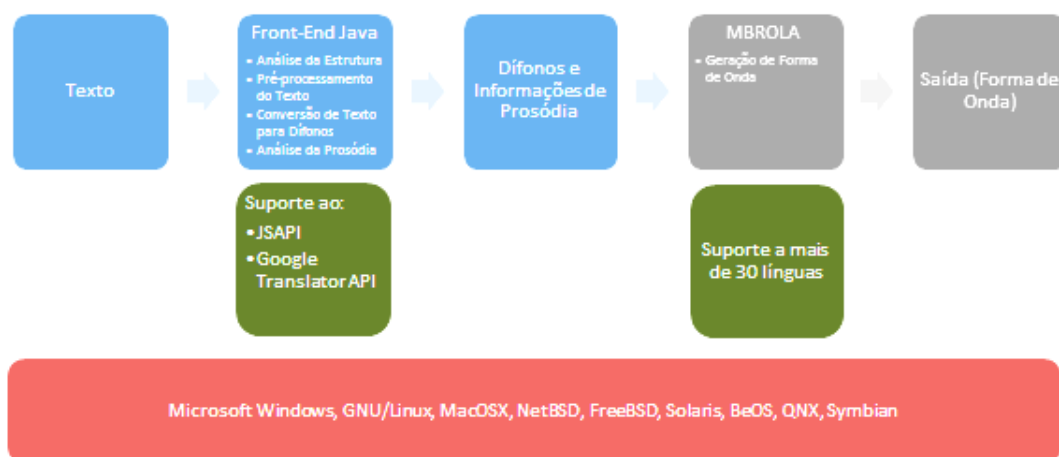 Texto
Front-End Java
• Análise da Estrutura
• Pré-processamento
do Texto
• Conversão de Texto
para Dífonos
• Análise da Prosódia
Dífonos e
Informações de
Prosódia
MBROLA
• Geração de Forma
de Onda
Saída (Forma de
Onda)
Suporte ao:
•JSAPI
•Google
Translator API
Suporte a mais
de 30 línguas
Microsoft Windows, GNU/Linux, MacOSX, NetBSD, FreeBSD, Solaris, BeOS, QNX, Symbian